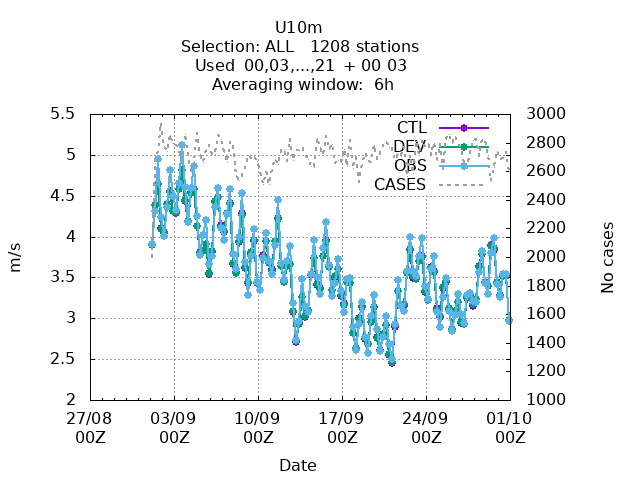 U10m
Selection: ALL   1208 stations
Used  00,03,...,21  + 00 03
Averaging window:  6h
5.5
5
4.5
4
3.5
3
2.5
2
m/s
3000
2800
2600
2400
2200
2000
1800
1600
1400
1200
1000
No cases
CTL
DEV
OBS
CASES
27/08 03/09 10/09 17/09 24/09 01/10
00Z 00Z 00Z 00Z 00Z 00Z
Date